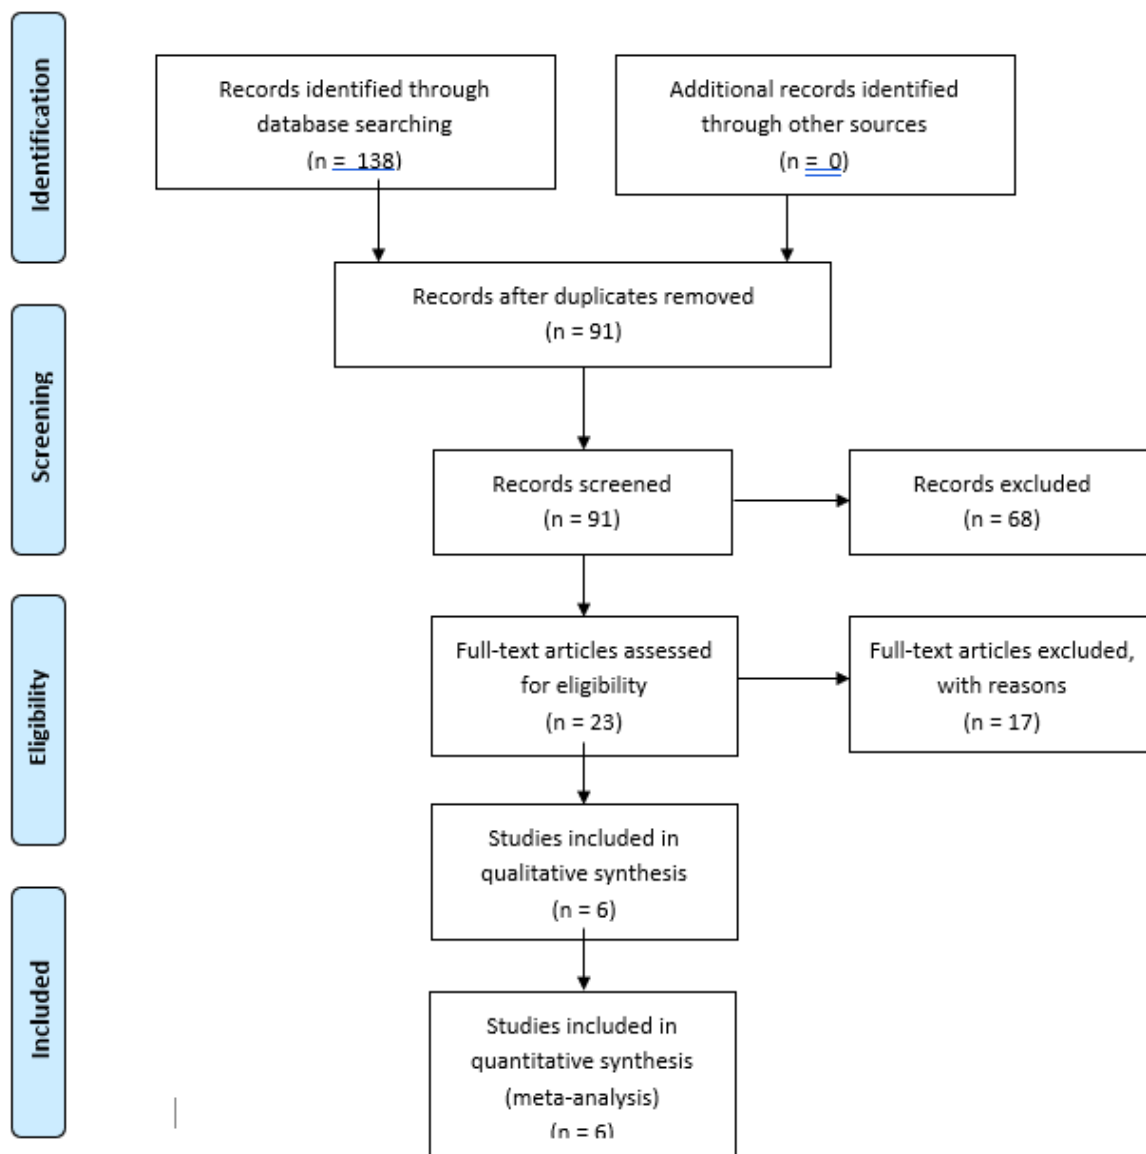 Identification
Records identified through
database searching
(n = 138)
Additional records identified
through other sources
(n = 0)
Records after duplicates removed
(n = 91)
Screening
Records screened
(n = 91)
Records excluded
(n = 68)
Eligibility
Full-text articles assessed
for eligibility
(n = 23)
Full-text articles excluded,
with reasons
(n = 17)
Studies included in
qualitative synthesis
(n = 6)
Included
Studies included in
quantitative synthesis
(meta-analysis)
(n = 6)